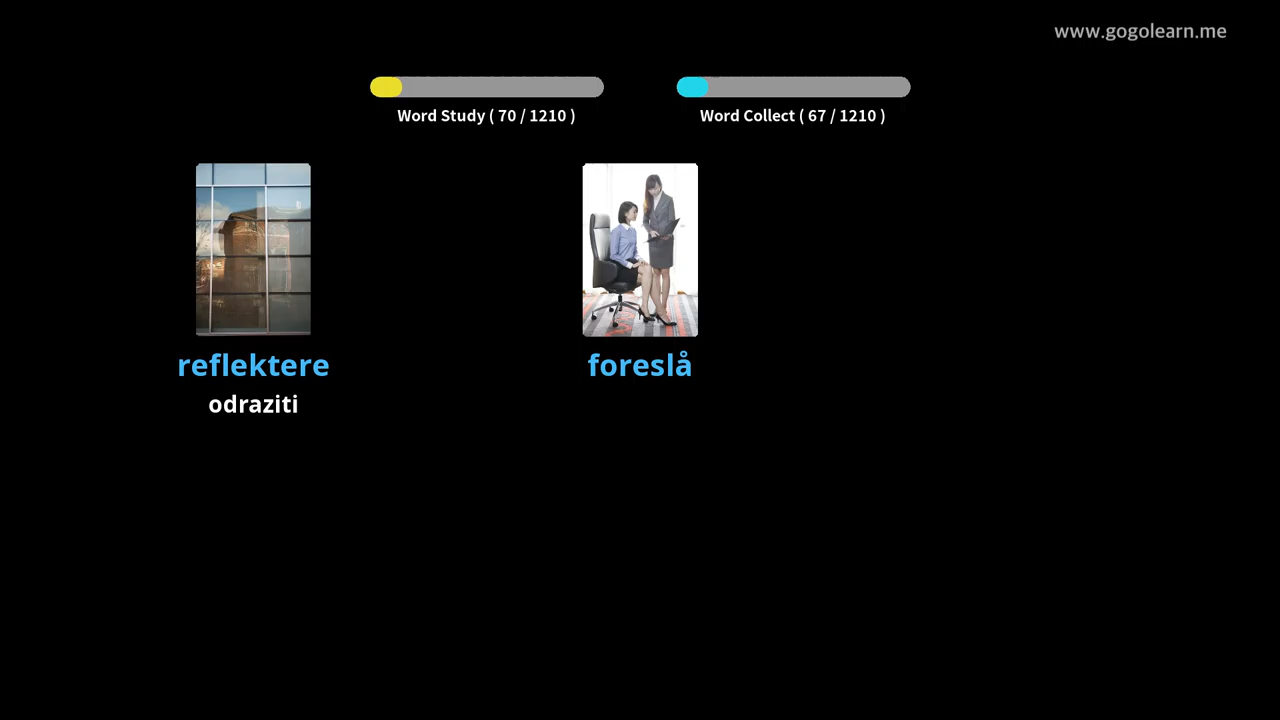 www.gogolearn.me
Word Study ( 70 / 1210 )
Word Collect ( 67 / 1210 )
reflektere
foreslå
odraziti